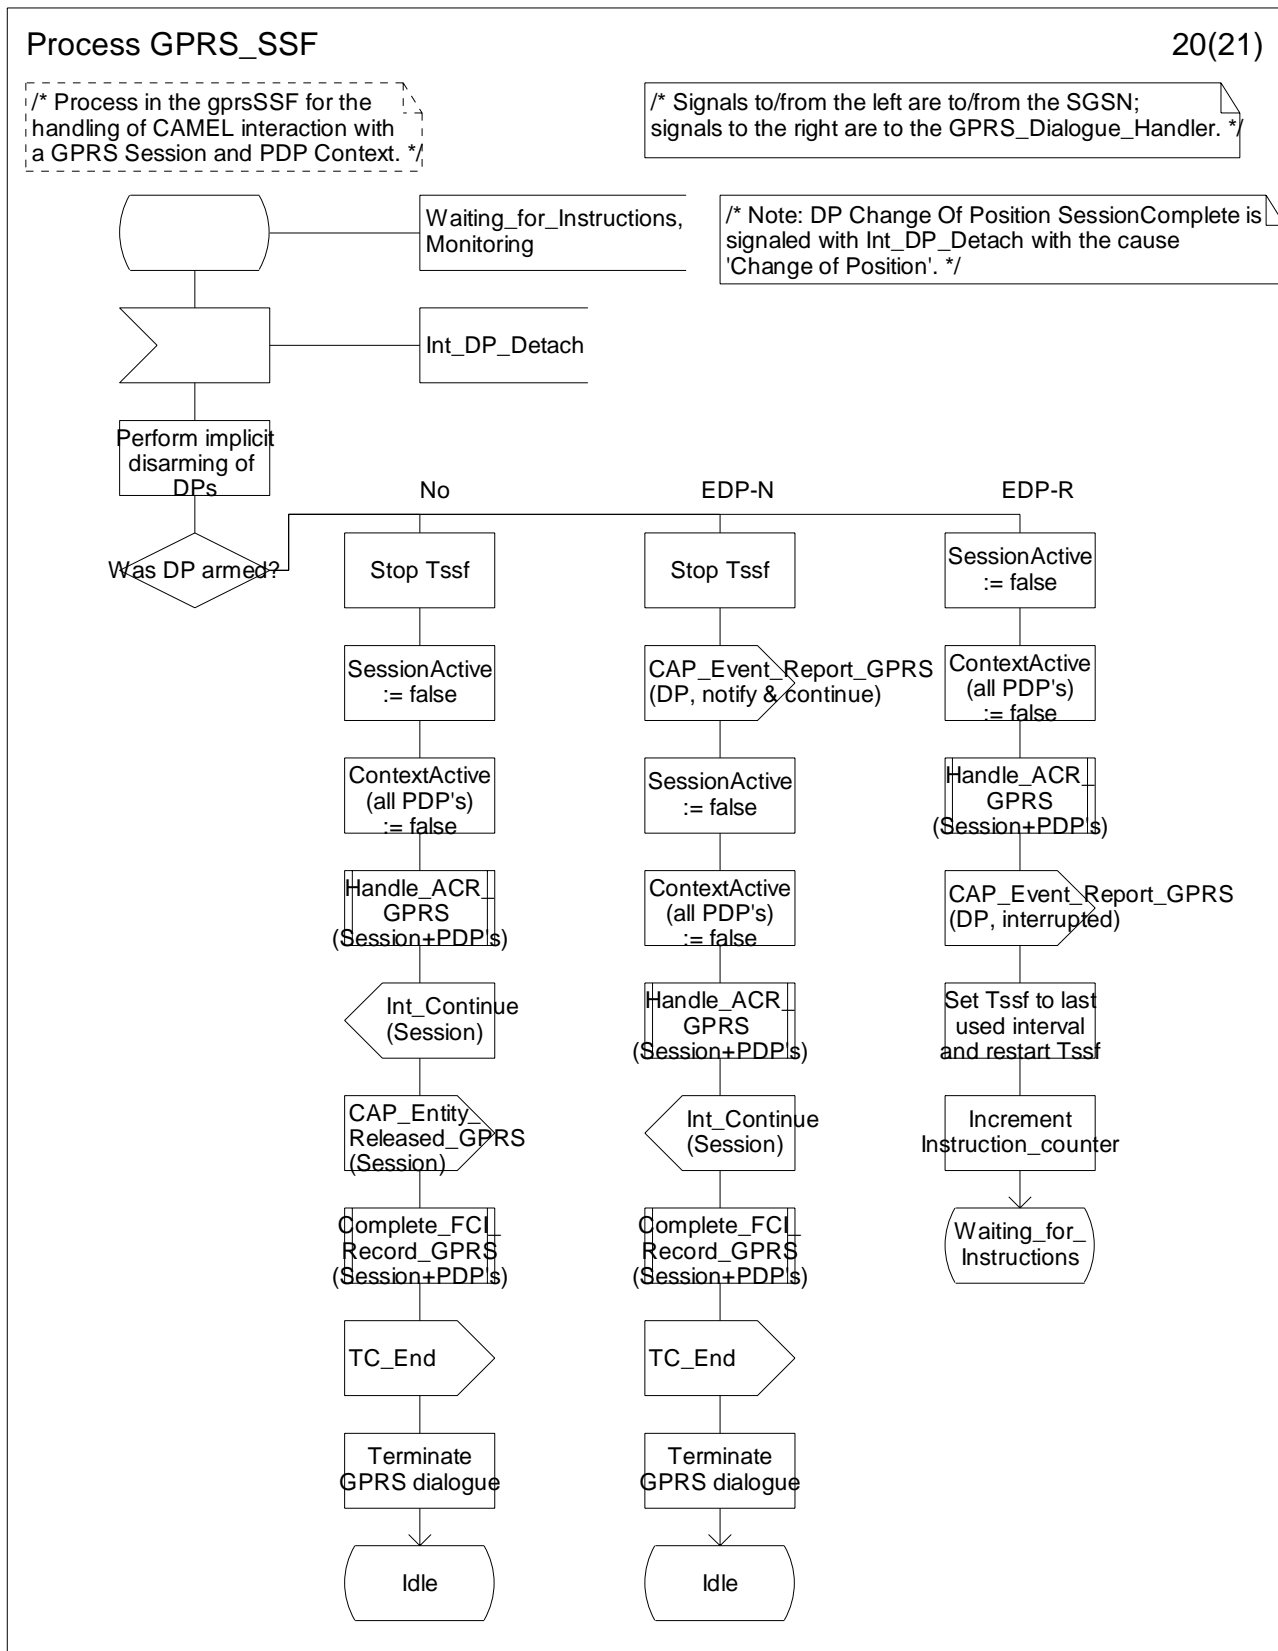 Process GPRS_SSF
20(21)
/* Process in the gprsSSF for the
handling of CAMEL interaction with
a GPRS Session and PDP Context. */
/* Signals to/from the left are to/from the SGSN;
signals to the right are to the GPRS_Dialogue_Handler. */
Waiting_for_Instructions,
Monitoring
/* Note: DP Change Of Position SessionComplete is
signaled with Int_DP_Detach with the cause
'Change of Position'. */
Int_DP_Detach
Perform implicit
disarming of
DPs
Was DP armed?
No
Stop Tssf
SessionActive
:= false
ContextActive
(all PDP's)
:= false
Handle_ACR_
GPRS
(Session+PDP's)
Int_Continue
(Session)
CAP_Entity_
Released_GPRS
(Session)
Complete_FCI_
Record_GPRS
(Session+PDP's)
TC_End
Terminate
GPRS dialogue
Idle
EDP-N
Stop Tssf
CAP_Event_Report_GPRS
(DP, notify & continue)
SessionActive
:= false
ContextActive
(all PDP's)
:= false
Handle_ACR_
GPRS
(Session+PDP's)
Int_Continue
(Session)
Complete_FCI_
Record_GPRS
(Session+PDP's)
TC_End
Terminate
GPRS dialogue
Idle
EDP-R
SessionActive
:= false
ContextActive
(all PDP's)
:= false
Handle_ACR_
GPRS
(Session+PDP's)
CAP_Event_Report_GPRS
(DP, interrupted)
Set Tssf to last
used interval
and restart Tssf
Increment
Instruction_counter
Waiting_for_
Instructions